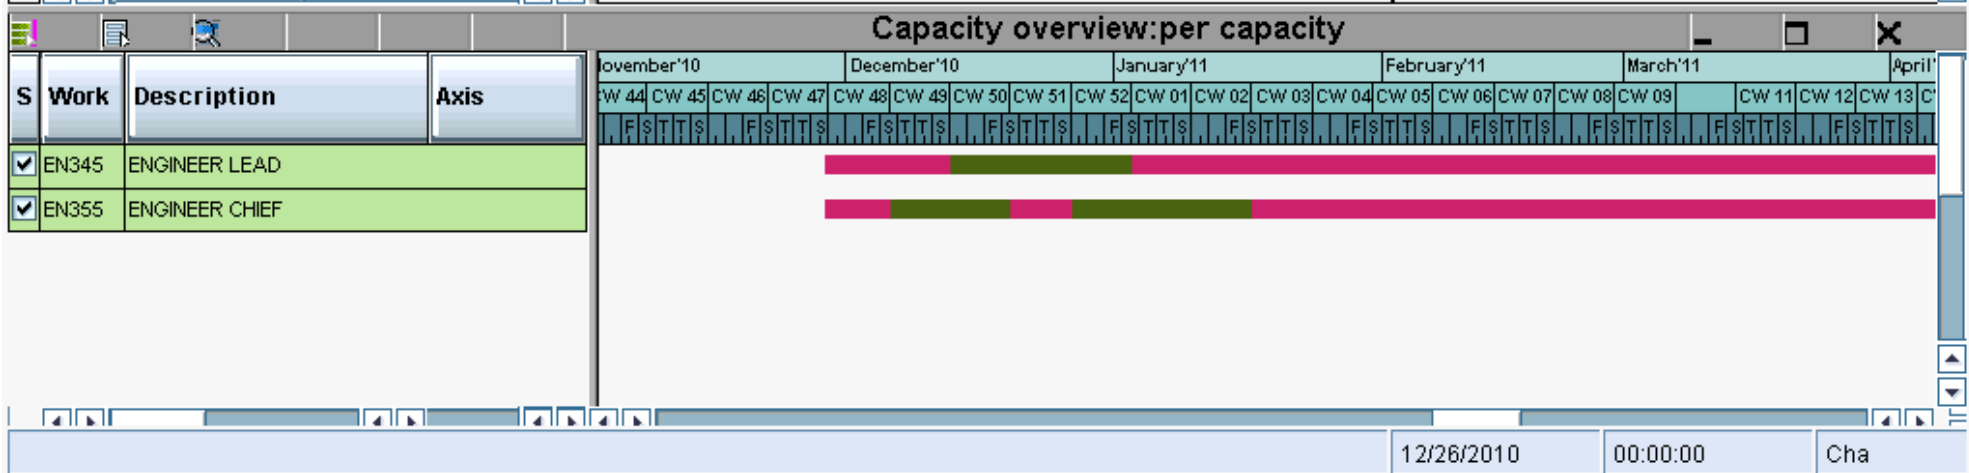 Capacity overview:per capacity
S Work Description Axis
ovember'10 December'10 January'11 February'11 March'11 April'
CW 44 CW 45 CW 46 CW 47 CW 48 CW 49 CW 50 CW 51 CW 52 CW 01 CW 02 CW 03 CW 04 CW 05 CW 06 CW 07 CW 08 CW 09 CW 11 CW 12 CW 13 C
F S T T S F S T T S F S T T S F S T T S F S T T S F S T T S F S T T S F S T T S F S T T S F S T T S F S T T S
EN345 ENGINEER LEAD
EN355 ENGINEER CHIEF
12/26/2010 00:00:00 Cha